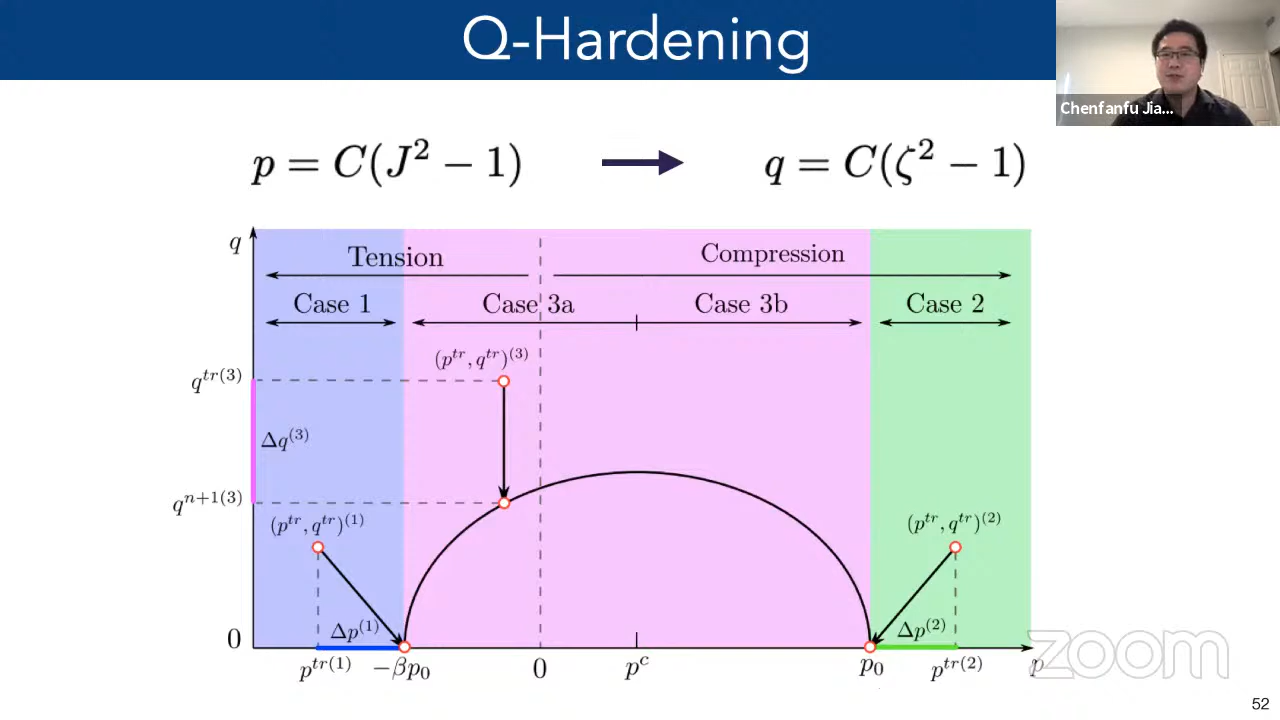 Q-Hardening
Chenfanfu Jia...
p = C(J² − 1)
q = C(ζ² − 1)
q
Tension
Compression
Case 1
Case 3a
Case 3b
Case 2
(p^{tr}, q^{tr})^{(3)}
q^{tr(3)}
Δq^{(3)}
q^{n+1(3)}
(p^{tr}, q^{tr})^{(1)}
(p^{tr}, q^{tr})^{(2)}
Δp^{(1)}
Δp^{(2)}
0
zoom
p^{tr(1)}
−βp₀
0
p^c
p₀
p^{tr(2)}
p
52